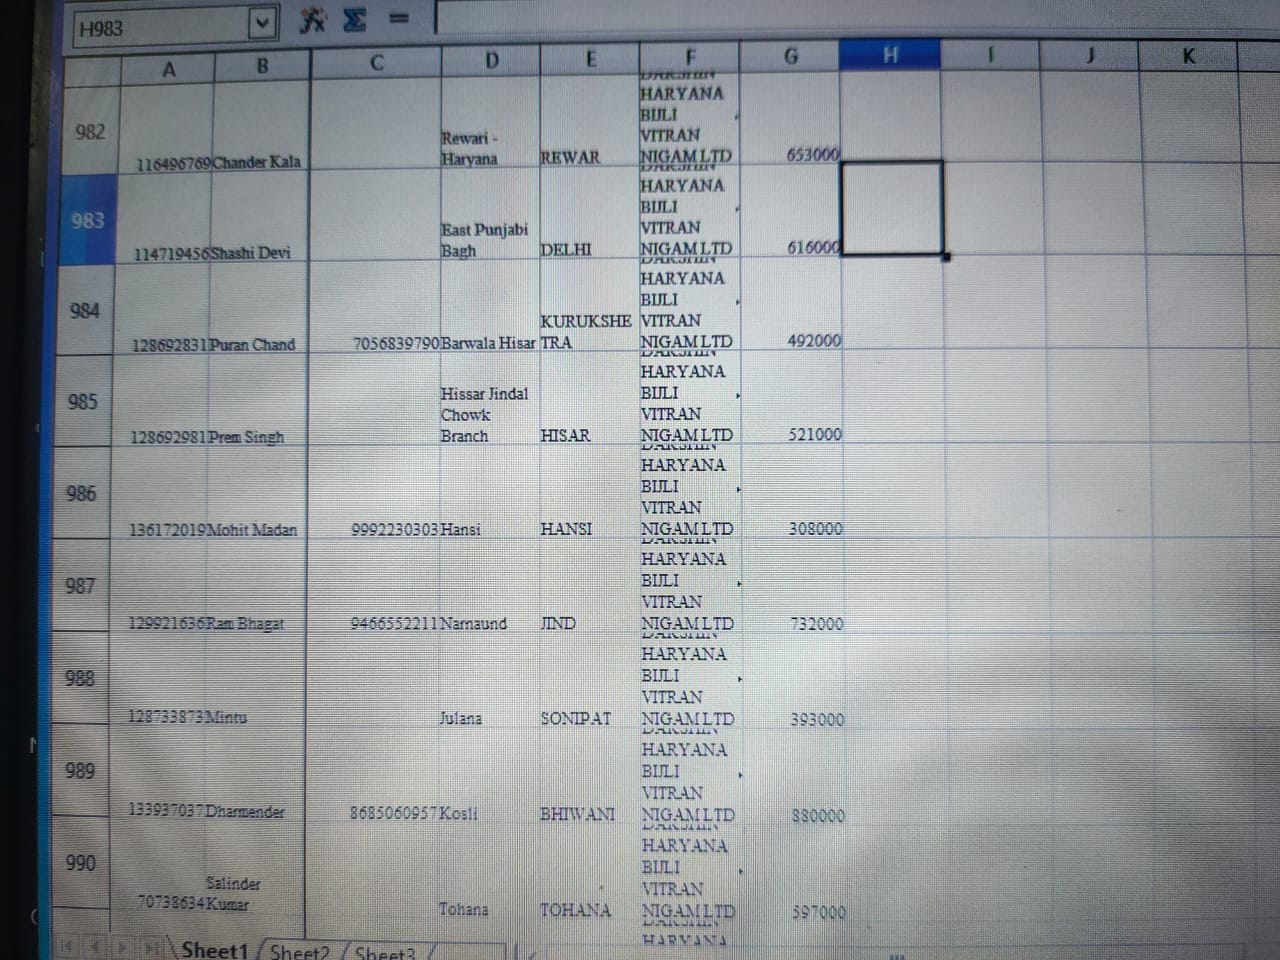 H983
A B C D E F G H I J K
982 116496769 Chander Kala Rewari - Haryana REWAR DAKSHIN HARYANA BIJLI VITRAN NIGAM LTD 653000
983 114719456 Shashi Devi East Punjabi Bagh DELHI DAKSHIN HARYANA BIJLI VITRAN NIGAM LTD 616000
984 128692831 Puran Chand 7056839790 Barwala Hisar KURUKSHETRA DAKSHIN HARYANA BIJLI VITRAN NIGAM LTD 492000
985 128692981 Prem Singh Hissar Jindal Chowk Branch HISAR DAKSHIN HARYANA BIJLI VITRAN NIGAM LTD 521000
986 136172019 Mohit Madan 9992230303 Hansi HANSI DAKSHIN HARYANA BIJLI VITRAN NIGAM LTD 308000
987 129921636 Ram Bhagat 9466552211 Narnaund JIND DAKSHIN HARYANA BIJLI VITRAN NIGAM LTD 732000
988 128733873 Mintu Julana SONIPAT DAKSHIN HARYANA BIJLI VITRAN NIGAM LTD 393000
989 133937037 Dharmender 8685060957 Kosli BHIWANI DAKSHIN HARYANA BIJLI VITRAN NIGAM LTD 880000
990 70738634 Satinder Kumar Tohana TOHANA DAKSHIN HARYANA BIJLI VITRAN NIGAM LTD 597000
DAKSHIN HARYANA
Sheet1 Sheet2 Sheet3